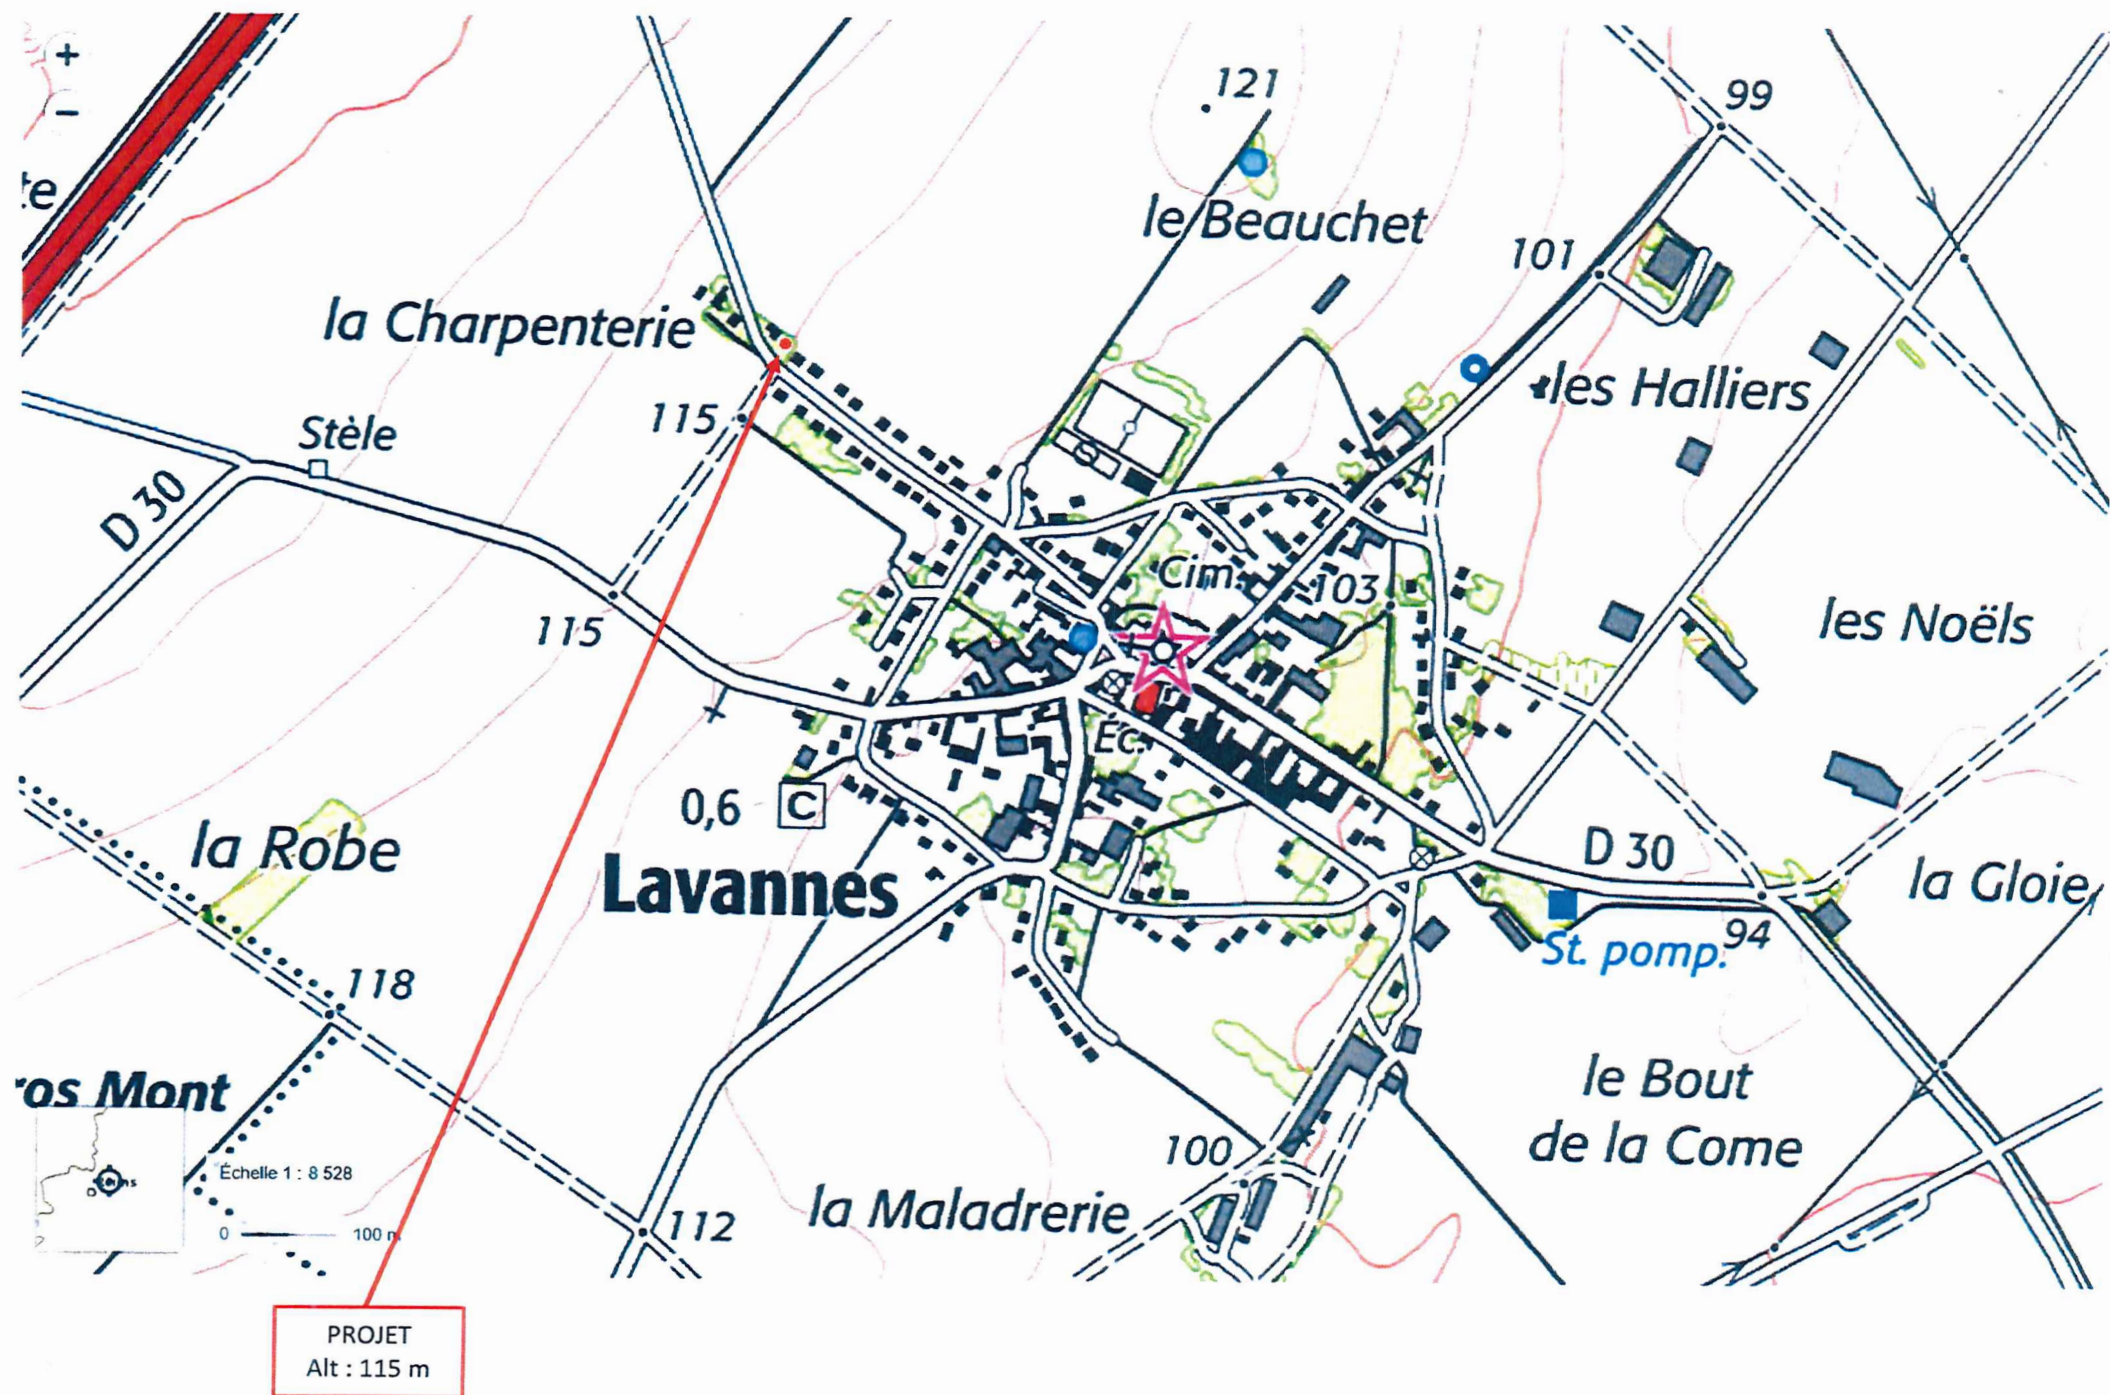 +
121
99
−
te
le Beauchet
101
la Charpenterie
les Halliers
115
Stèle
D 30
Cim.
103
les Noëls
115
Éc.
0,6
C
la Robe
D 30
Lavannes
la Gloie
St. pomp.
94
118
le Bout
de la Come
ros Mont
100
Échelle 1 : 8 528
la Maladrerie
112
0
100 m
PROJET
Alt : 115 m